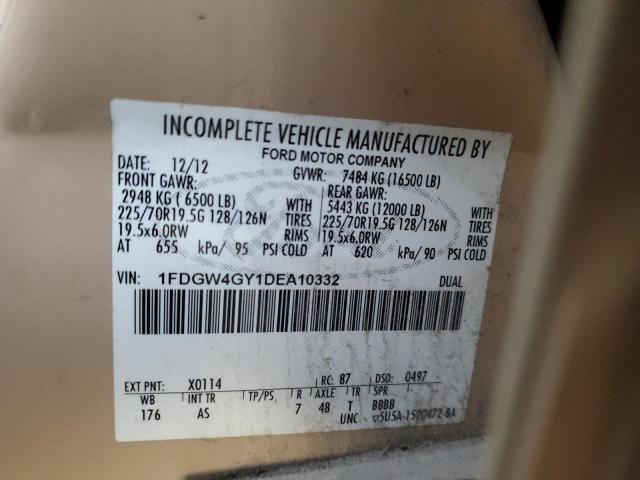 INCOMPLETE VEHICLE MANUFACTURED BY
FORD MOTOR COMPANY
DATE: 12/12 GVWR: 7484 KG (16500 LB)
FRONT GAWR: REAR GAWR:
2948 KG ( 6500 LB) WITH 5443 KG (12000 LB) WITH
225/70R19.5G 128/126N TIRES 225/70R19.5G 128/126N TIRES
19.5x6.0RW RIMS 19.5x6.0RW RIMS
AT 655 kPa/ 95 PSI COLD AT 620 kPa/ 90 PSI COLD
VIN: 1FDGW4GY1DEA10332 DUAL
EXT PNT: X0114 RC: 87 DSO: 0497
WB INT TR TP/PS R AXLE TR SPR
176 AS 7 48 T BBBB
UNC 5U5A-1520472-BA